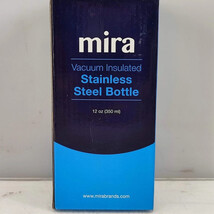 mira
Vacuum Insulated
Stainless
Steel Bottle
12 oz (350 ml)
www.mirabrands.com